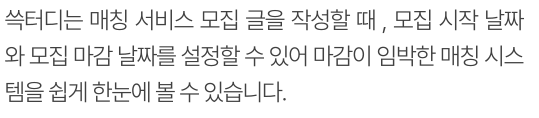 쓱터디는 매칭 서비스 모집 글을 작성할 때 , 모집 시작 날짜
와 모집 마감 날짜를 설정할 수 있어 마감이 임박한 매칭 시스
템을 쉽게 한눈에 볼 수 있습니다.